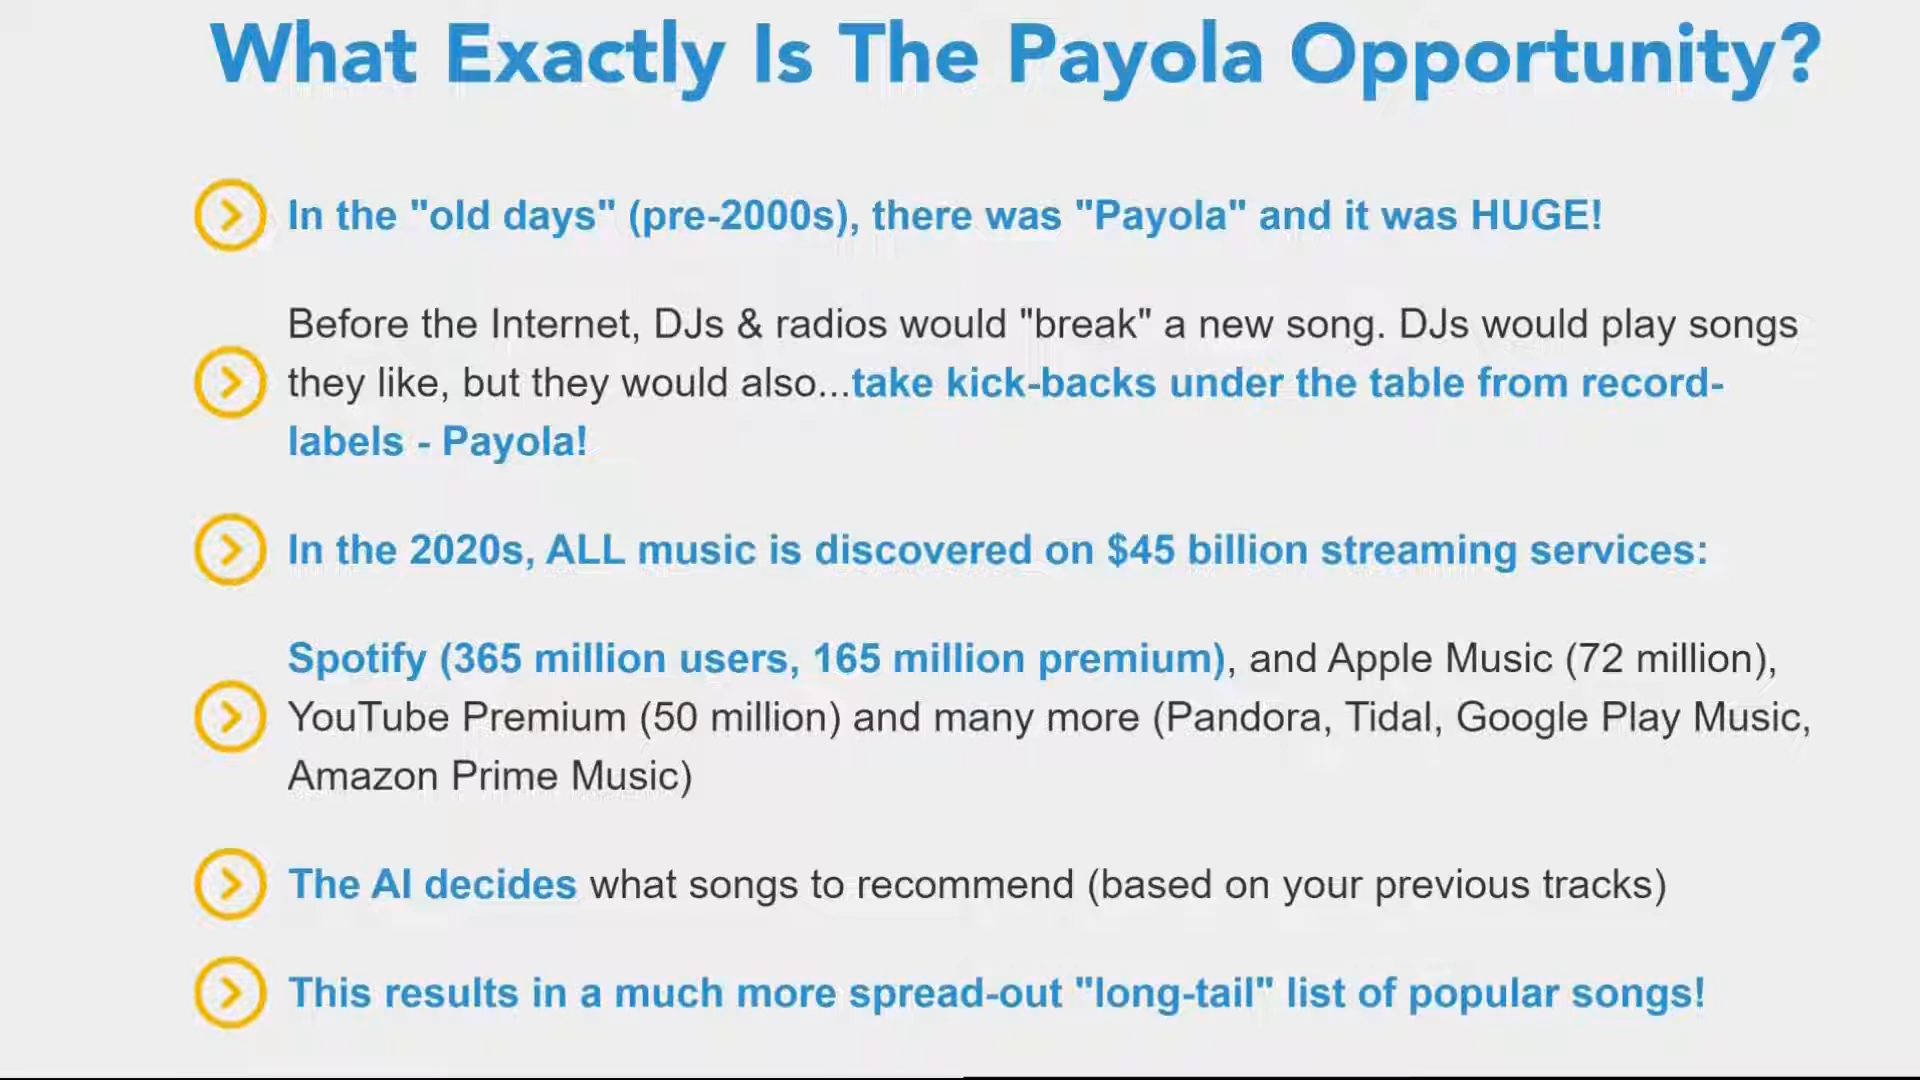 What Exactly Is The Payola Opportunity?
In the "old days" (pre-2000s), there was "Payola" and it was HUGE!
Before the Internet, DJs & radios would "break" a new song. DJs would play songs
they like, but they would also...take kick-backs under the table from record-
labels - Payola!
In the 2020s, ALL music is discovered on $45 billion streaming services:
Spotify (365 million users, 165 million premium), and Apple Music (72 million),
YouTube Premium (50 million) and many more (Pandora, Tidal, Google Play Music,
Amazon Prime Music)
The AI decides what songs to recommend (based on your previous tracks)
This results in a much more spread-out "long-tail" list of popular songs!